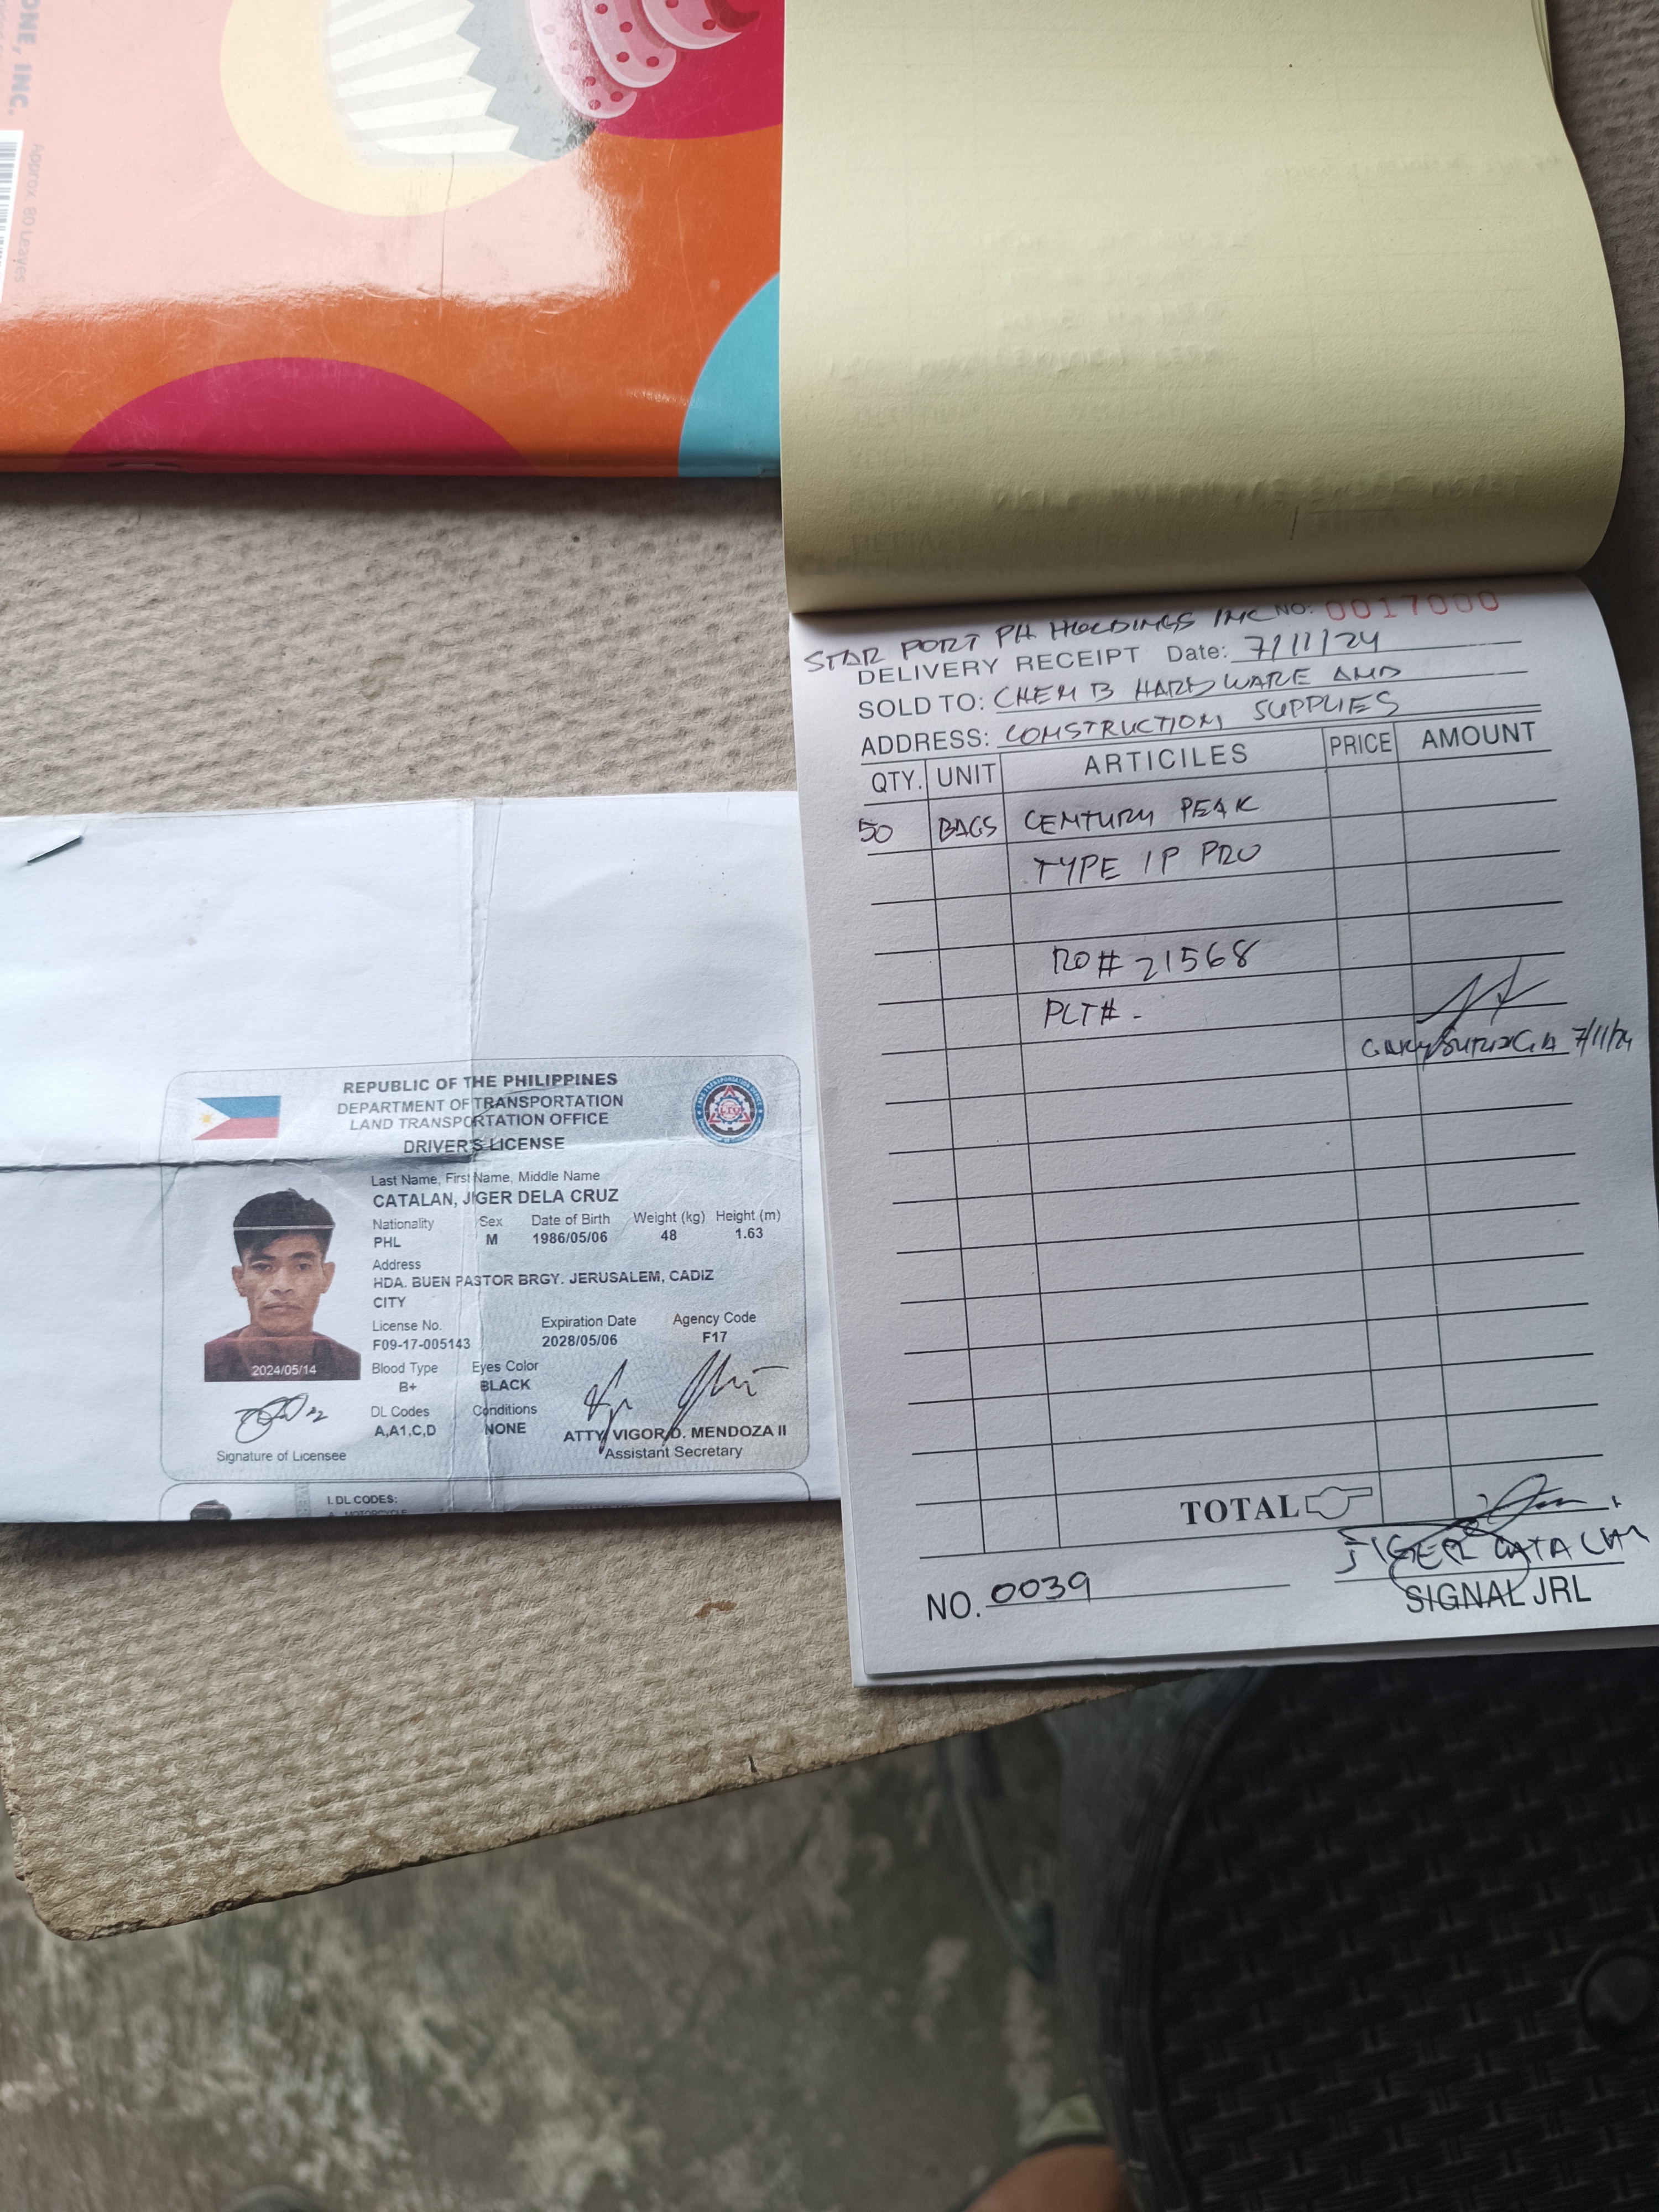 ONE, INC.
Approx. 80 Leaves
STAR PORT PH HOLDINGS INC NO: 0017000
DELIVERY RECEIPT Date: 7/11/24
SOLD TO: CHEM B HARDWARE AND
ADDRESS: CONSTRUCTION SUPPLIES
QTY. UNIT ARTICILES PRICE AMOUNT
50 BAGS CENTURY PEAK
TYPE 1P PRO
RO# 21568
PLT# -
7/11/24
TOTAL
JIGER CATALAN
NO. 0039
SIGNAL JRL
REPUBLIC OF THE PHILIPPINES
DEPARTMENT OF TRANSPORTATION
LAND TRANSPORTATION OFFICE
DRIVER'S LICENSE
Last Name, First Name, Middle Name
CATALAN, JIGER DELA CRUZ
Nationality Sex Date of Birth Weight (kg) Height (m)
PHL M 1986/05/06 48 1.63
Address
HDA. BUEN PASTOR BRGY. JERUSALEM, CADIZ
CITY
License No. Expiration Date Agency Code
F09-17-005143 2028/05/06 F17
2024/05/14
Blood Type Eyes Color
B+ BLACK
DL Codes Conditions
A,A1,C,D NONE
ATTY. VIGOR D. MENDOZA II
Assistant Secretary
Signature of Licensee
I. DL CODES: